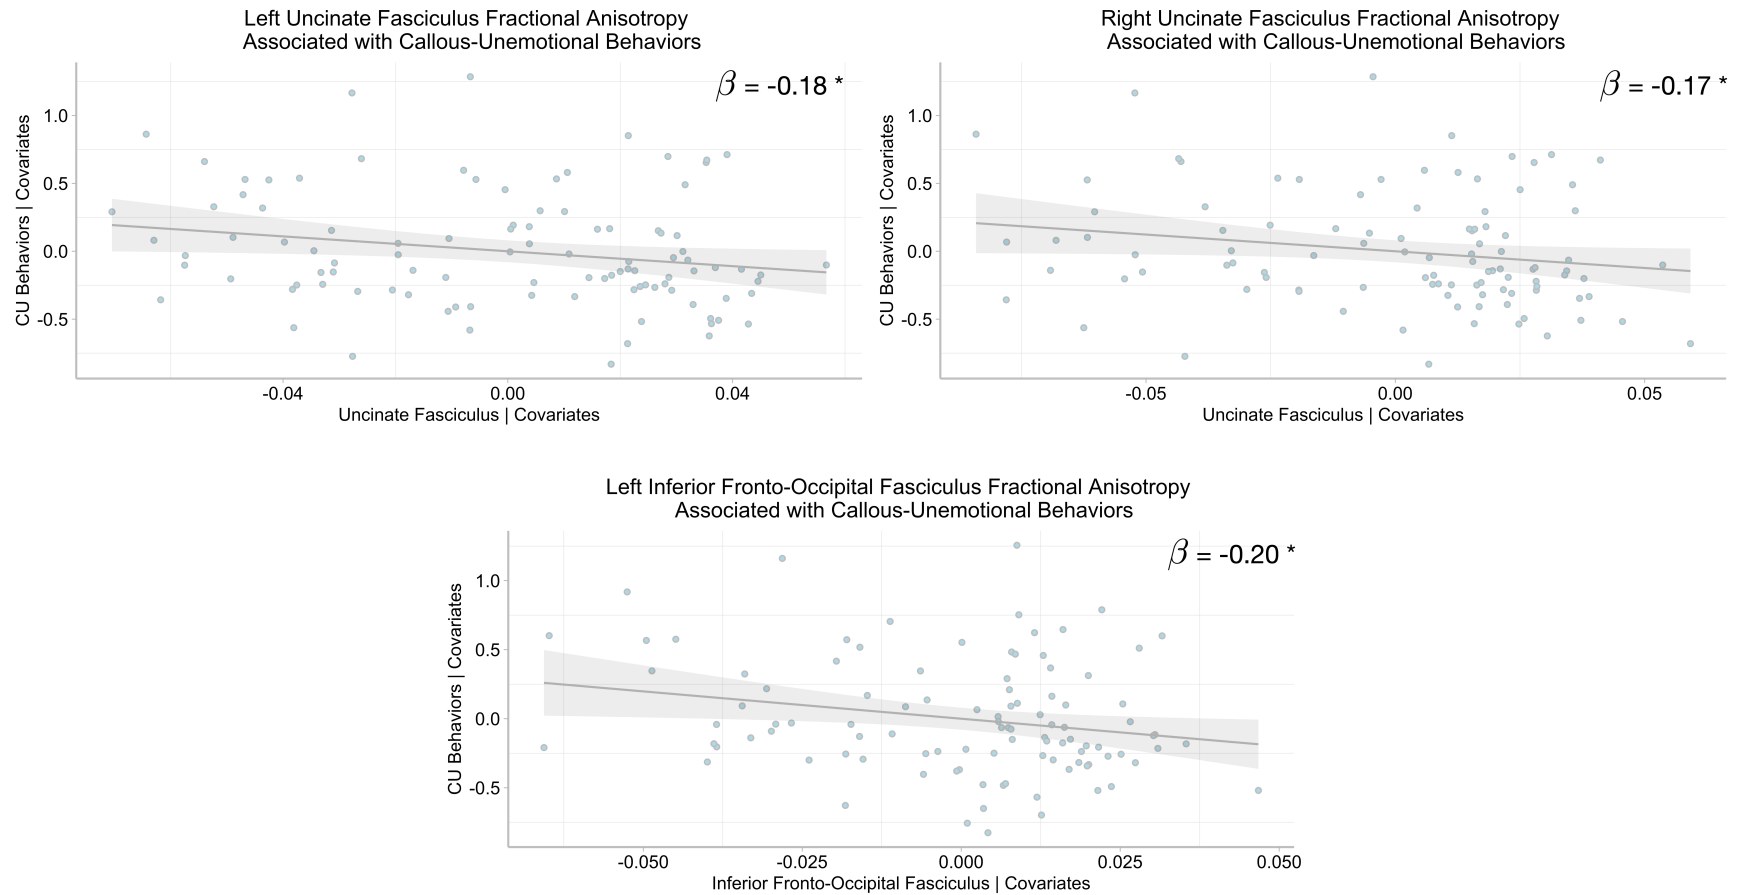 Left Uncinate Fasciculus Fractional Anisotropy
Associated with Callous-Unemotional Behaviors
β = -0.18 *
CU Behaviors | Covariates
1.0
0.5
0.0
-0.5
-0.04
0.00
0.04
Uncinate Fasciculus | Covariates
Right Uncinate Fasciculus Fractional Anisotropy
Associated with Callous-Unemotional Behaviors
β = -0.17 *
CU Behaviors | Covariates
1.0
0.5
0.0
-0.5
-0.05
0.00
0.05
Uncinate Fasciculus | Covariates
Left Inferior Fronto-Occipital Fasciculus Fractional Anisotropy
Associated with Callous-Unemotional Behaviors
β = -0.20 *
CU Behaviors | Covariates
1.0
0.5
0.0
-0.5
-0.050
-0.025
0.000
0.025
0.050
Inferior Fronto-Occipital Fasciculus | Covariates